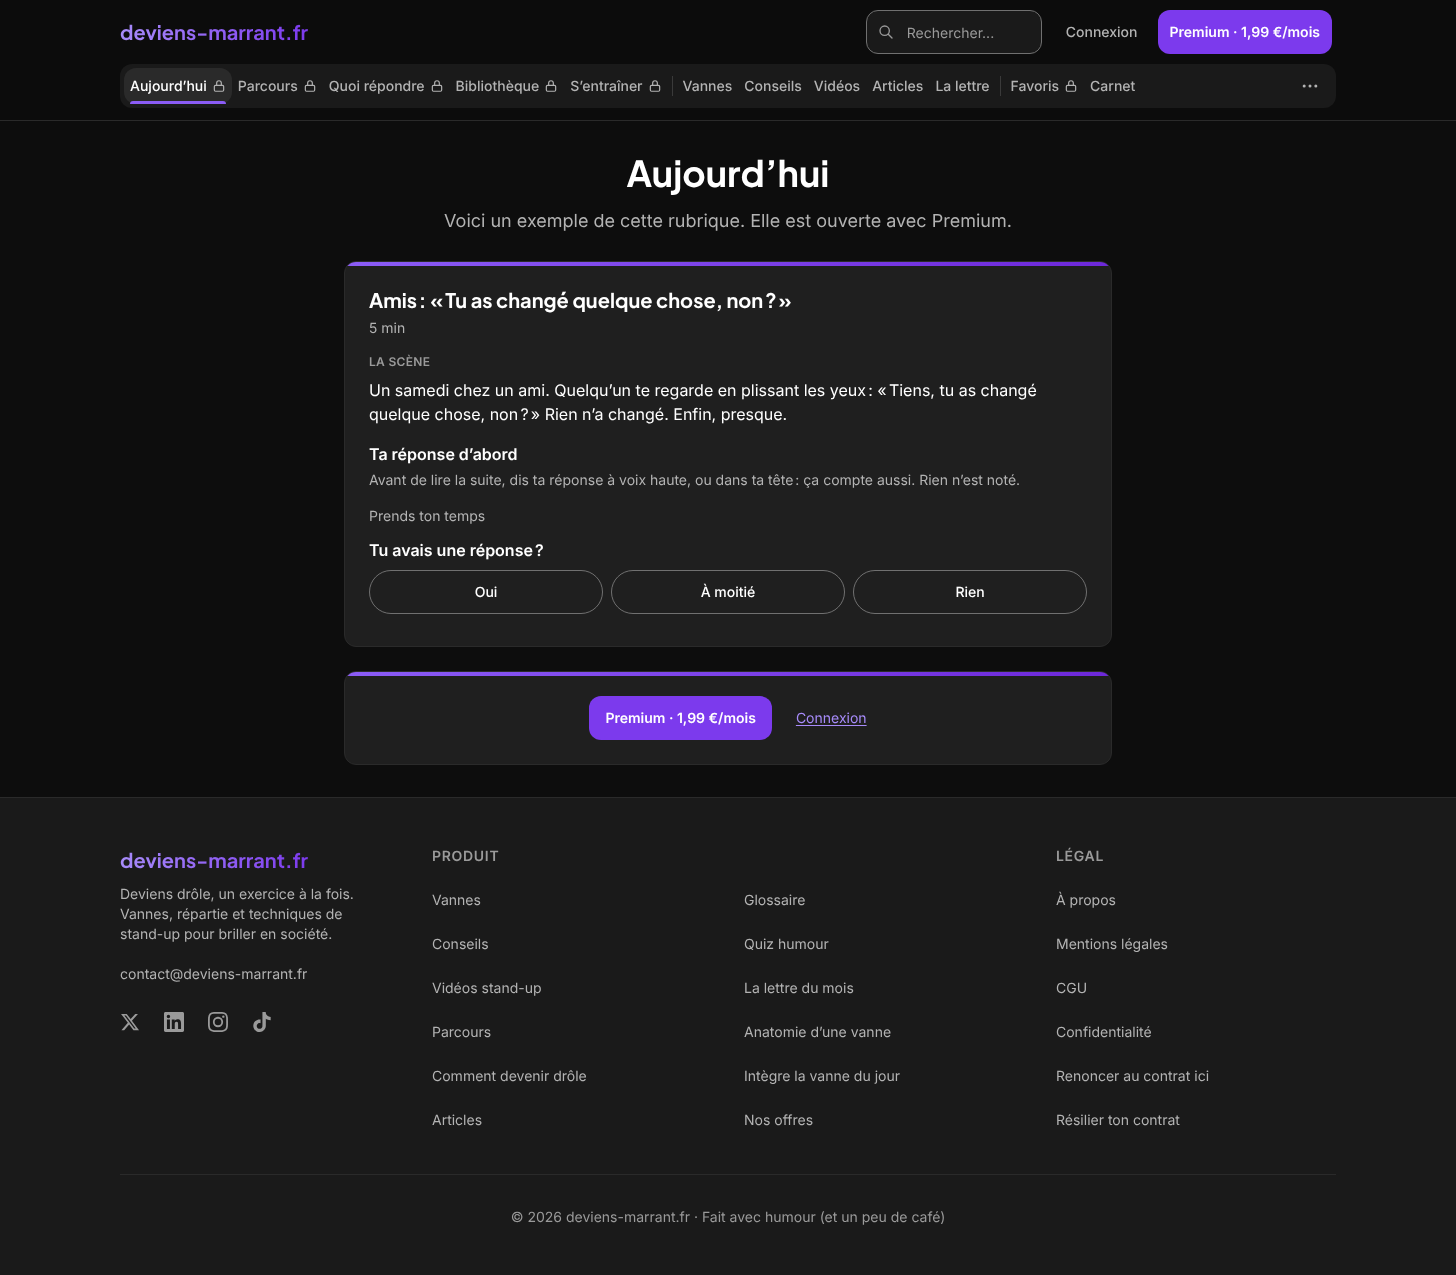 deviens-marrant.fr
Rechercher...
Connexion
Premium · 1,99 €/mois
Aujourd’hui
Parcours
Quoi répondre
Bibliothèque
S’entraîner
Vannes
Conseils
Vidéos
Articles
La lettre
Favoris
Carnet
Aujourd’hui
Voici un exemple de cette rubrique. Elle est ouverte avec Premium.
Amis : « Tu as changé quelque chose, non ? »
5 min
LA SCÈNE
Un samedi chez un ami. Quelqu’un te regarde en plissant les yeux : « Tiens, tu as changé
quelque chose, non ? » Rien n’a changé. Enfin, presque.
Ta réponse d’abord
Avant de lire la suite, dis ta réponse à voix haute, ou dans ta tête : ça compte aussi. Rien n’est noté.
Prends ton temps
Tu avais une réponse ?
Oui
À moitié
Rien
Premium · 1,99 €/mois
Connexion
deviens-marrant.fr
Deviens drôle, un exercice à la fois.
Vannes, répartie et techniques de
stand-up pour briller en société.
contact@deviens-marrant.fr
PRODUIT
Vannes
Conseils
Vidéos stand-up
Parcours
Comment devenir drôle
Articles
Glossaire
Quiz humour
La lettre du mois
Anatomie d’une vanne
Intègre la vanne du jour
Nos offres
LÉGAL
À propos
Mentions légales
CGU
Confidentialité
Renoncer au contrat ici
Résilier ton contrat
© 2026 deviens-marrant.fr · Fait avec humour (et un peu de café)